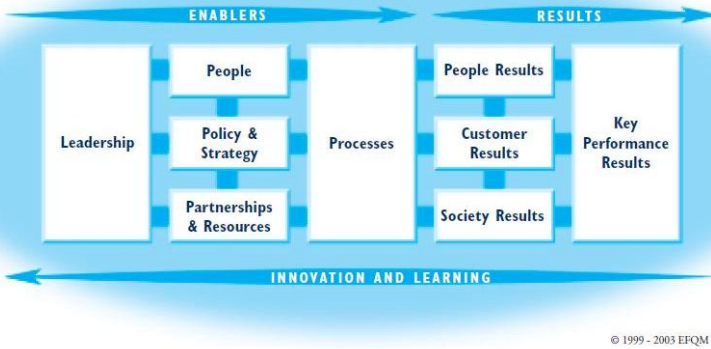 ENABLERS
RESULTS
Leadership
People
Policy &
Strategy
Partnerships
& Resources
Processes
People Results
Customer
Results
Society Results
Key
Performance
Results
INNOVATION AND LEARNING
© 1999 - 2003 EFQM